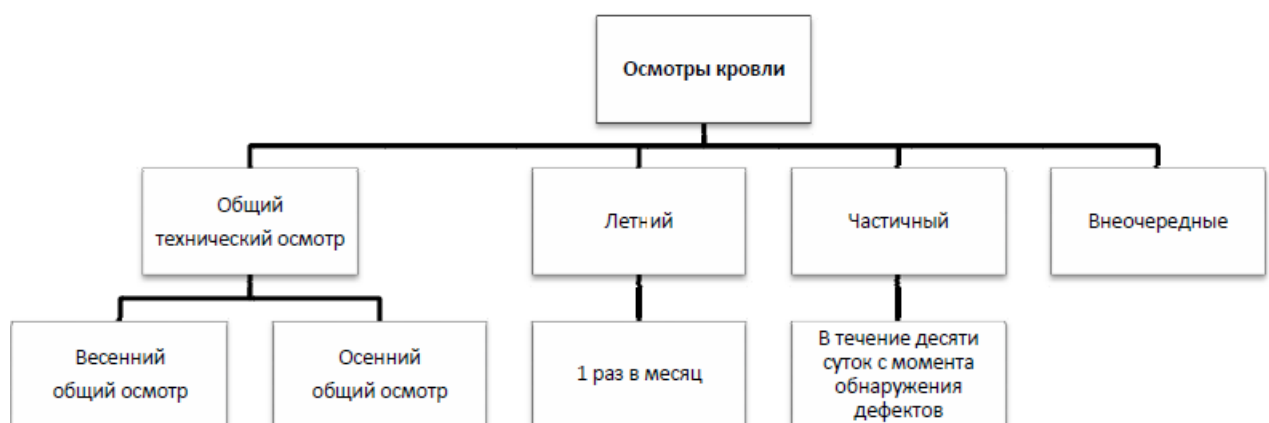 Осмотры кровли
Общий
технический осмотр
Летний
Частичный
Внеочередные
Весенний
общий осмотр
Осенний
общий осмотр
1 раз в месяц
В течение десяти
суток с момента
обнаружения
дефектов